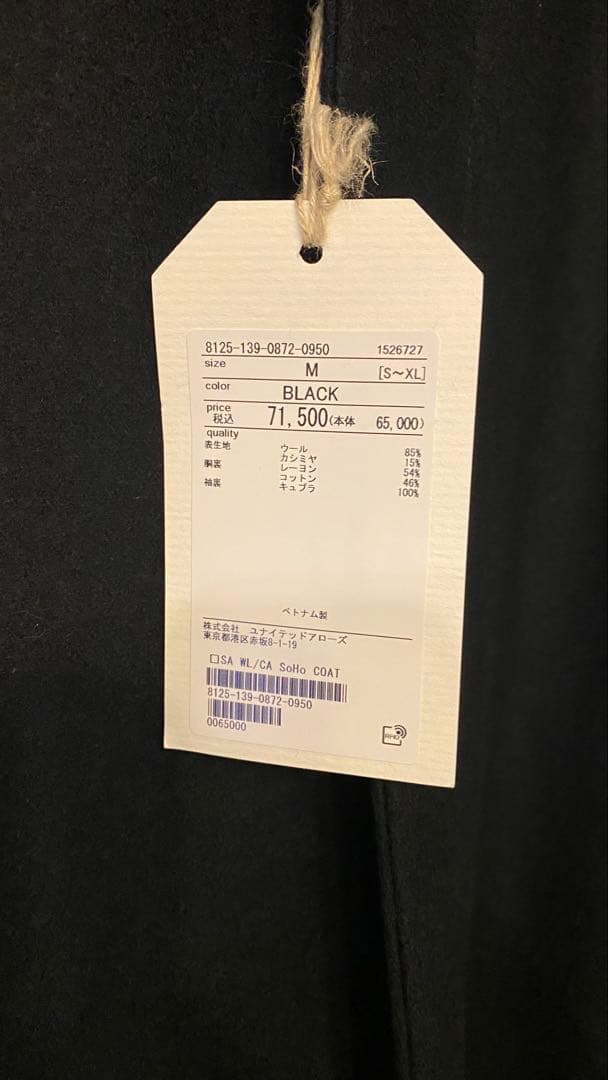 8125-139-0872-0950 1526727
size M [S～XL]
color BLACK
price 税込 71,500(本体 65,000)
quality
表生地 ウール 85%
カシミヤ 15%
胴裏 レーヨン 54%
コットン 46%
袖裏 キュプラ 100%
ベトナム製
株式会社 ユナイテッドアローズ
東京都港区赤坂8-1-19
□SA WL/CA SoHo COAT
8125-139-0872-0950
0065000
RFID